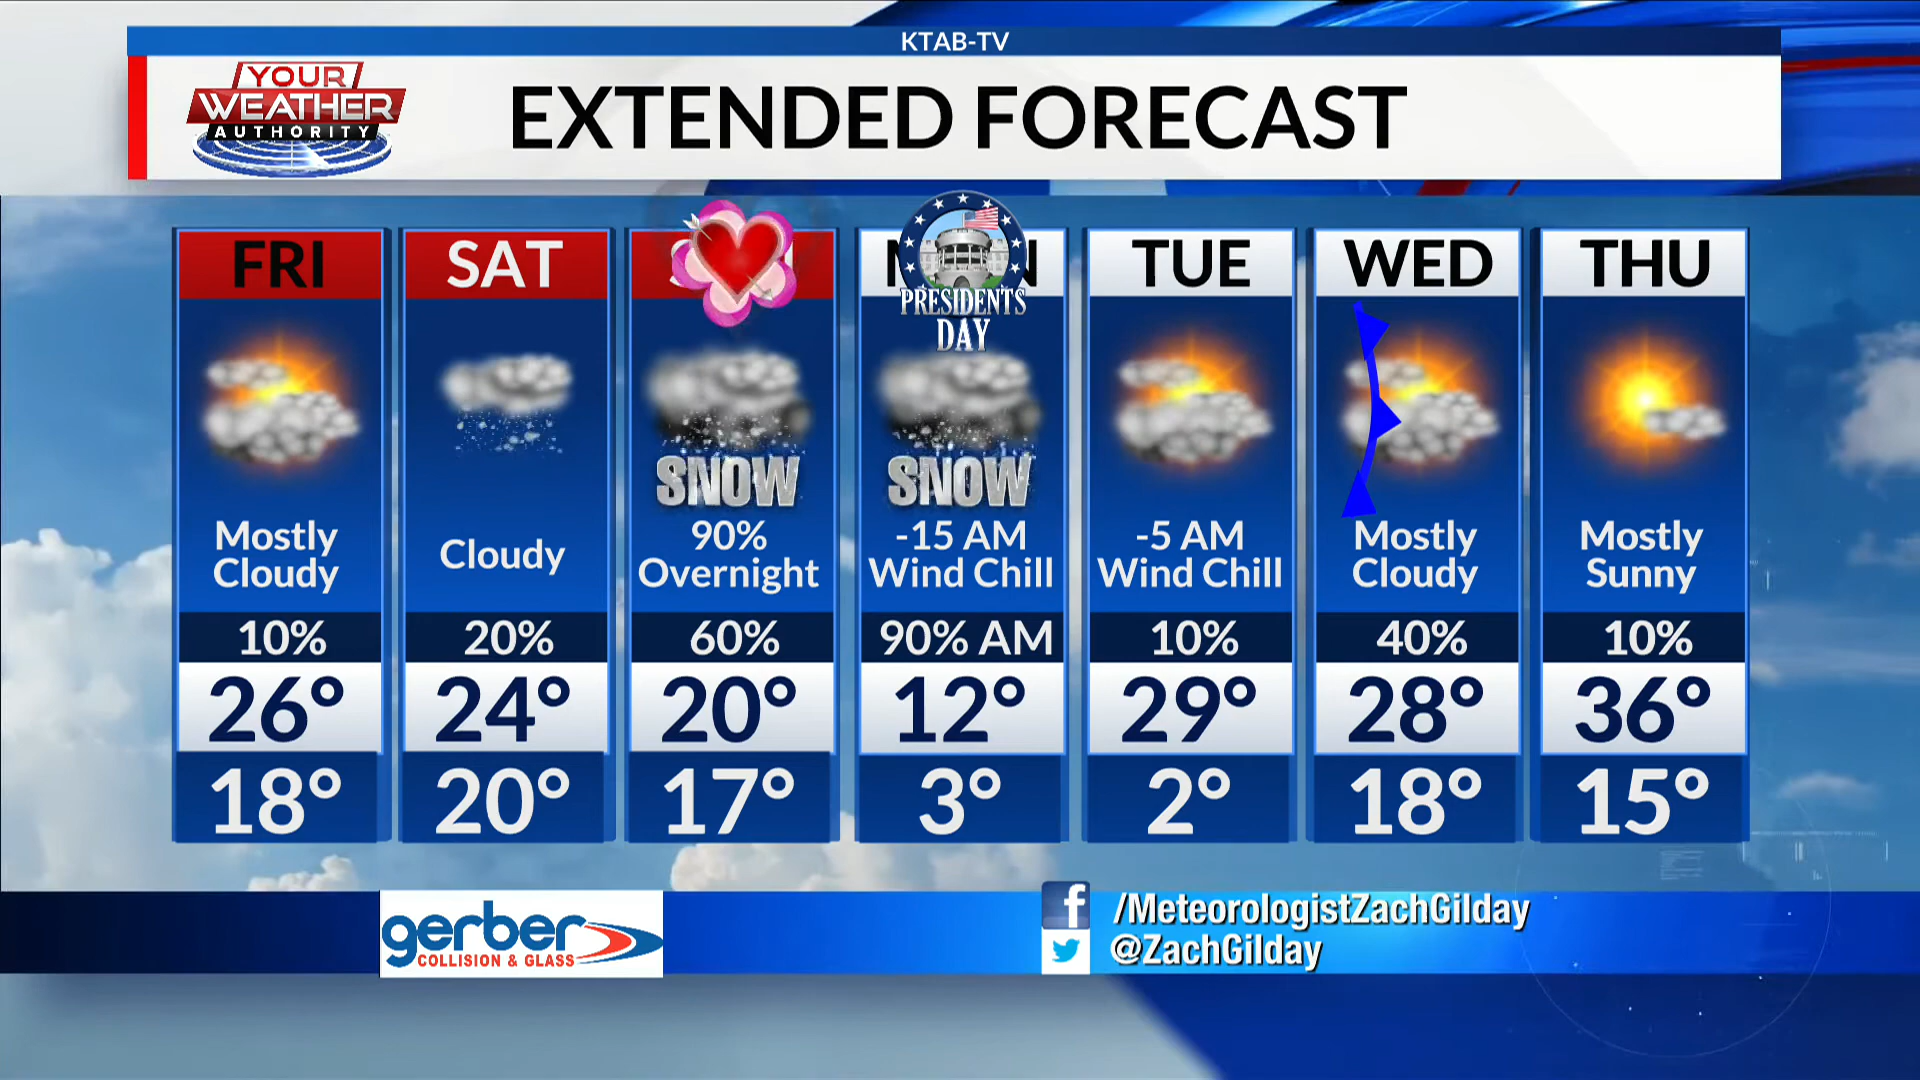 KTAB-TV
YOUR
WEATHER
AUTHORITY
EXTENDED FORECAST
FRI
SAT
TUE
WED
THU
PRESIDENTS
DAY
SNOW
SNOW
Mostly
Cloudy
Cloudy
90%
Overnight
-15 AM
Wind Chill
-5 AM
Wind Chill
Mostly
Cloudy
Mostly
Sunny
10%
20%
60%
90% AM
10%
40%
10%
26°
24°
20°
12°
29°
28°
36°
18°
20°
17°
3°
2°
18°
15°
gerber
COLLISION & GLASS
f
/MeteorologistZachGilday
@ZachGilday